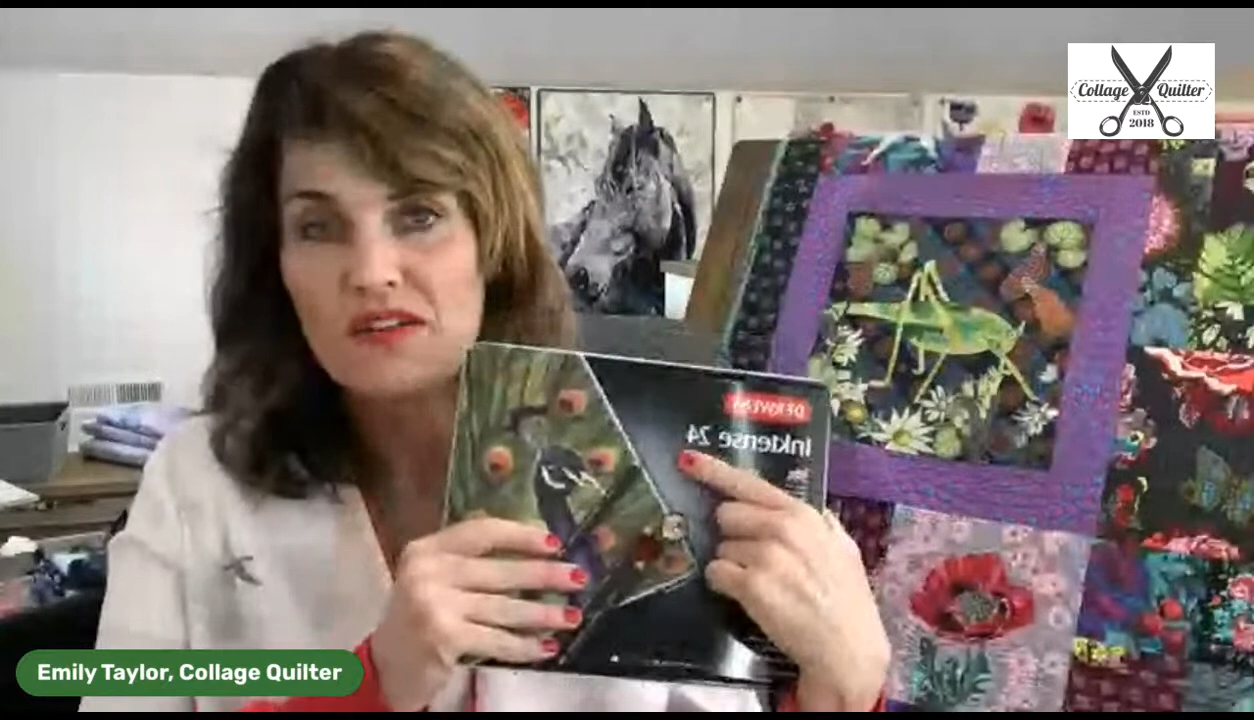 Collage Quilter
ESTD
2018
DERWENT
Inktense 24
Emily Taylor, Collage Quilter